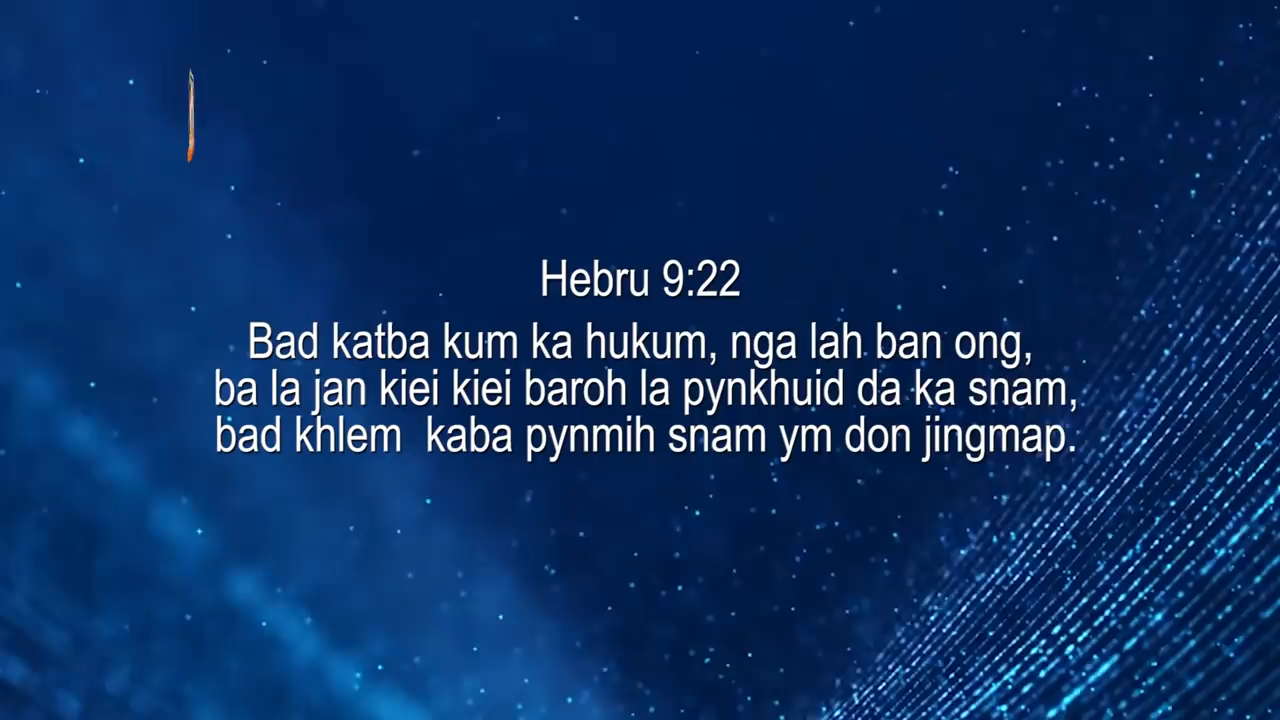 Hebru 9:22
Bad katba kum ka hukum, nga lah ban ong,
ba la jan kiei kiei baroh la pynkhuid da ka snam,
bad khlem  kaba pynmih snam ym don jingmap.